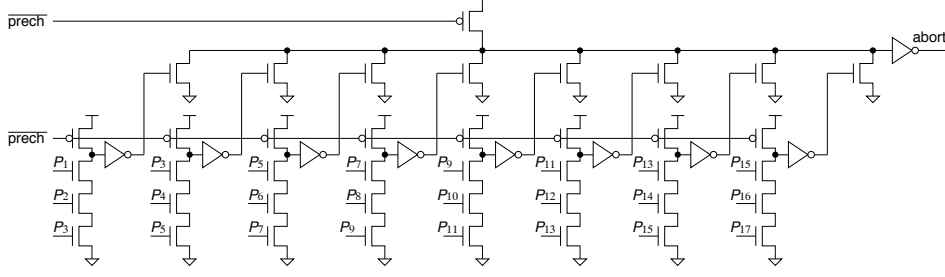 prech
abort
prech
P1 P3 P5 P7 P9 P11 P13 P15
P2 P4 P6 P8 P10 P12 P14 P16
P3 P5 P7 P9 P11 P13 P15 P17